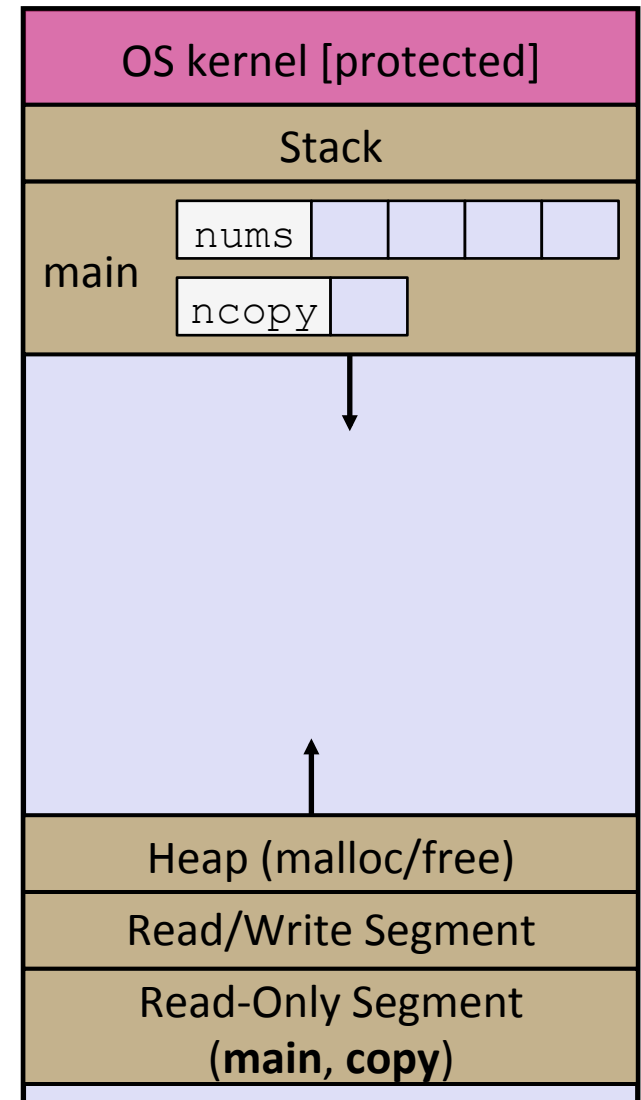 OS kernel [protected]
Stack
main
nums
ncopy
Heap (malloc/free)
Read/Write Segment
Read-Only Segment
(main, copy)